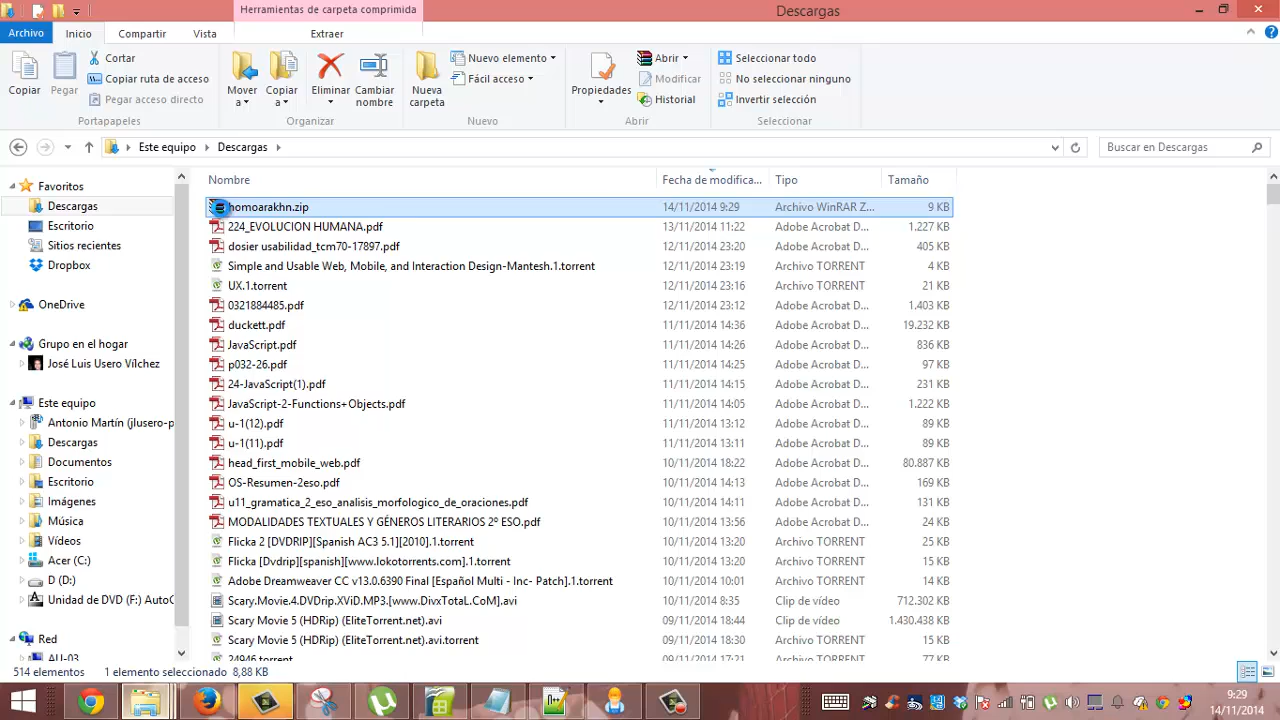 Herramientas de carpeta comprimida
Descargas
Archivo Inicio Compartir Vista Extraer
Copiar
Pegar
Cortar
Copiar ruta de acceso
Pegar acceso directo
Portapapeles
Mover a
Copiar a
Eliminar
Cambiar nombre
Organizar
Nueva carpeta
Nuevo elemento
Fácil acceso
Nuevo
Propiedades
Abrir
Modificar
Historial
Abrir
Seleccionar todo
No seleccionar ninguno
Invertir selección
Seleccionar
Este equipo Descargas
Buscar en Descargas
Favoritos
Descargas
Escritorio
Sitios recientes
Dropbox
OneDrive
Grupo en el hogar
José Luis Usero Vílchez
Este equipo
Antonio Martín (jlusero-p
Descargas
Documentos
Escritorio
Imágenes
Música
Vídeos
Acer (C:)
D (D:)
Unidad de DVD (F:) AutoC
Red
AU-03
Nombre Fecha de modifica... Tipo Tamaño
homoarakhn.zip 14/11/2014 9:29 Archivo WinRAR Z... 9 KB
224_EVOLUCION HUMANA.pdf 13/11/2014 11:22 Adobe Acrobat D... 1.227 KB
dosier usabilidad_tcm70-17897.pdf 12/11/2014 23:20 Adobe Acrobat D... 405 KB
Simple and Usable Web, Mobile, and Interaction Design-Mantesh.1.torrent 12/11/2014 23:19 Archivo TORRENT 4 KB
UX.1.torrent 12/11/2014 23:16 Archivo TORRENT 21 KB
0321884485.pdf 12/11/2014 23:12 Adobe Acrobat D... 1.403 KB
duckett.pdf 11/11/2014 14:36 Adobe Acrobat D... 19.232 KB
JavaScript.pdf 11/11/2014 14:26 Adobe Acrobat D... 836 KB
p032-26.pdf 11/11/2014 14:25 Adobe Acrobat D... 97 KB
24-JavaScript(1).pdf 11/11/2014 14:15 Adobe Acrobat D... 231 KB
JavaScript-2-Functions+Objects.pdf 11/11/2014 14:05 Adobe Acrobat D... 1.222 KB
u-1(12).pdf 11/11/2014 13:12 Adobe Acrobat D... 89 KB
u-1(11).pdf 11/11/2014 13:11 Adobe Acrobat D... 89 KB
head_first_mobile_web.pdf 10/11/2014 18:22 Adobe Acrobat D... 80.887 KB
OS-Resumen-2eso.pdf 10/11/2014 14:13 Adobe Acrobat D... 169 KB
u11_gramatica_2_eso_analisis_morfologico_de_oraciones.pdf 10/11/2014 14:11 Adobe Acrobat D... 131 KB
MODALIDADES TEXTUALES Y GÉNEROS LITERARIOS 2º ESO.pdf 10/11/2014 13:56 Adobe Acrobat D... 24 KB
Flicka 2 [DVDRIP][Spanish AC3 5.1][2010].1.torrent 10/11/2014 13:20 Archivo TORRENT 25 KB
Flicka [Dvdrip][spanish][www.lokotorrents.com].1.torrent 10/11/2014 13:20 Archivo TORRENT 15 KB
Adobe Dreamweaver CC v13.0.6390 Final [Español Multi - Inc- Patch].1.torrent 10/11/2014 10:01 Archivo TORRENT 14 KB
Scary.Movie.4.DVDrip.XViD.MP3.[www.DivxTotaL.CoM].avi 10/11/2014 8:35 Clip de vídeo 712.302 KB
Scary Movie 5 (HDRip) (EliteTorrent.net).avi 09/11/2014 18:44 Clip de vídeo 1.430.438 KB
Scary Movie 5 (HDRip) (EliteTorrent.net).avi.torrent 09/11/2014 18:30 Archivo TORRENT 15 KB
24946.torrent 09/11/2014 17:21 Archivo TORRENT 77 KB
514 elementos 1 elemento seleccionado 8,88 KB
9:29
14/11/2014